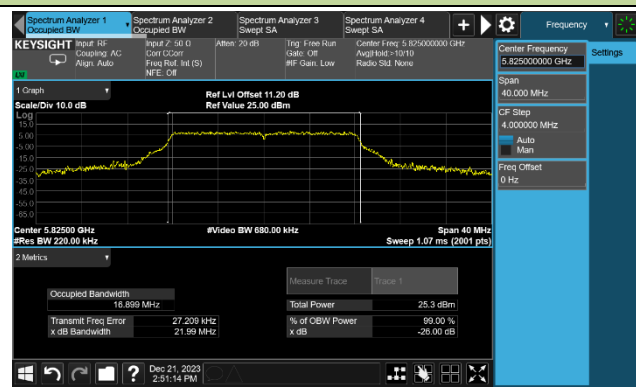 Spectrum Analyzer 1
Occupied BW
Spectrum Analyzer 2
Occupied BW
Spectrum Analyzer 3
Swept SA
Spectrum Analyzer 4
Swept SA
+
Frequency
KEYSIGHT
Input: RF
Coupling: AC
Align: Auto
Input Z: 50 Ω
Corr CCorr
Freq Ref: Int (S)
NFE: Off
Atten: 20 dB
Trig: Free Run
Gate: Off
#IF Gain: Low
Center Freq: 5.825000000 GHz
Avg|Hold:>10/10
Radio Std: None
Center Frequency
5.825000000 GHz
Settings
Span
40.000 MHz
CF Step
4.000000 MHz
Auto
Man
Freq Offset
0 Hz
1 Graph
Scale/Div 10.0 dB
Ref Lvl Offset 11.20 dB
Ref Value 25.00 dBm
Log
15.0
5.00
-5.00
-15.0
-25.0
-35.0
-45.0
-55.0
-65.0
Center 5.82500 GHz
#Res BW 220.00 kHz
#Video BW 680.00 kHz
Span 40 MHz
Sweep 1.07 ms (2001 pts)
2 Metrics
Measure Trace
Trace 1
Occupied Bandwidth
16.899 MHz
Total Power
25.3 dBm
Transmit Freq Error
27.209 kHz
% of OBW Power
99.00 %
x dB Bandwidth
21.99 MHz
x dB
-26.00 dB
?
Dec 21, 2023
2:51:14 PM